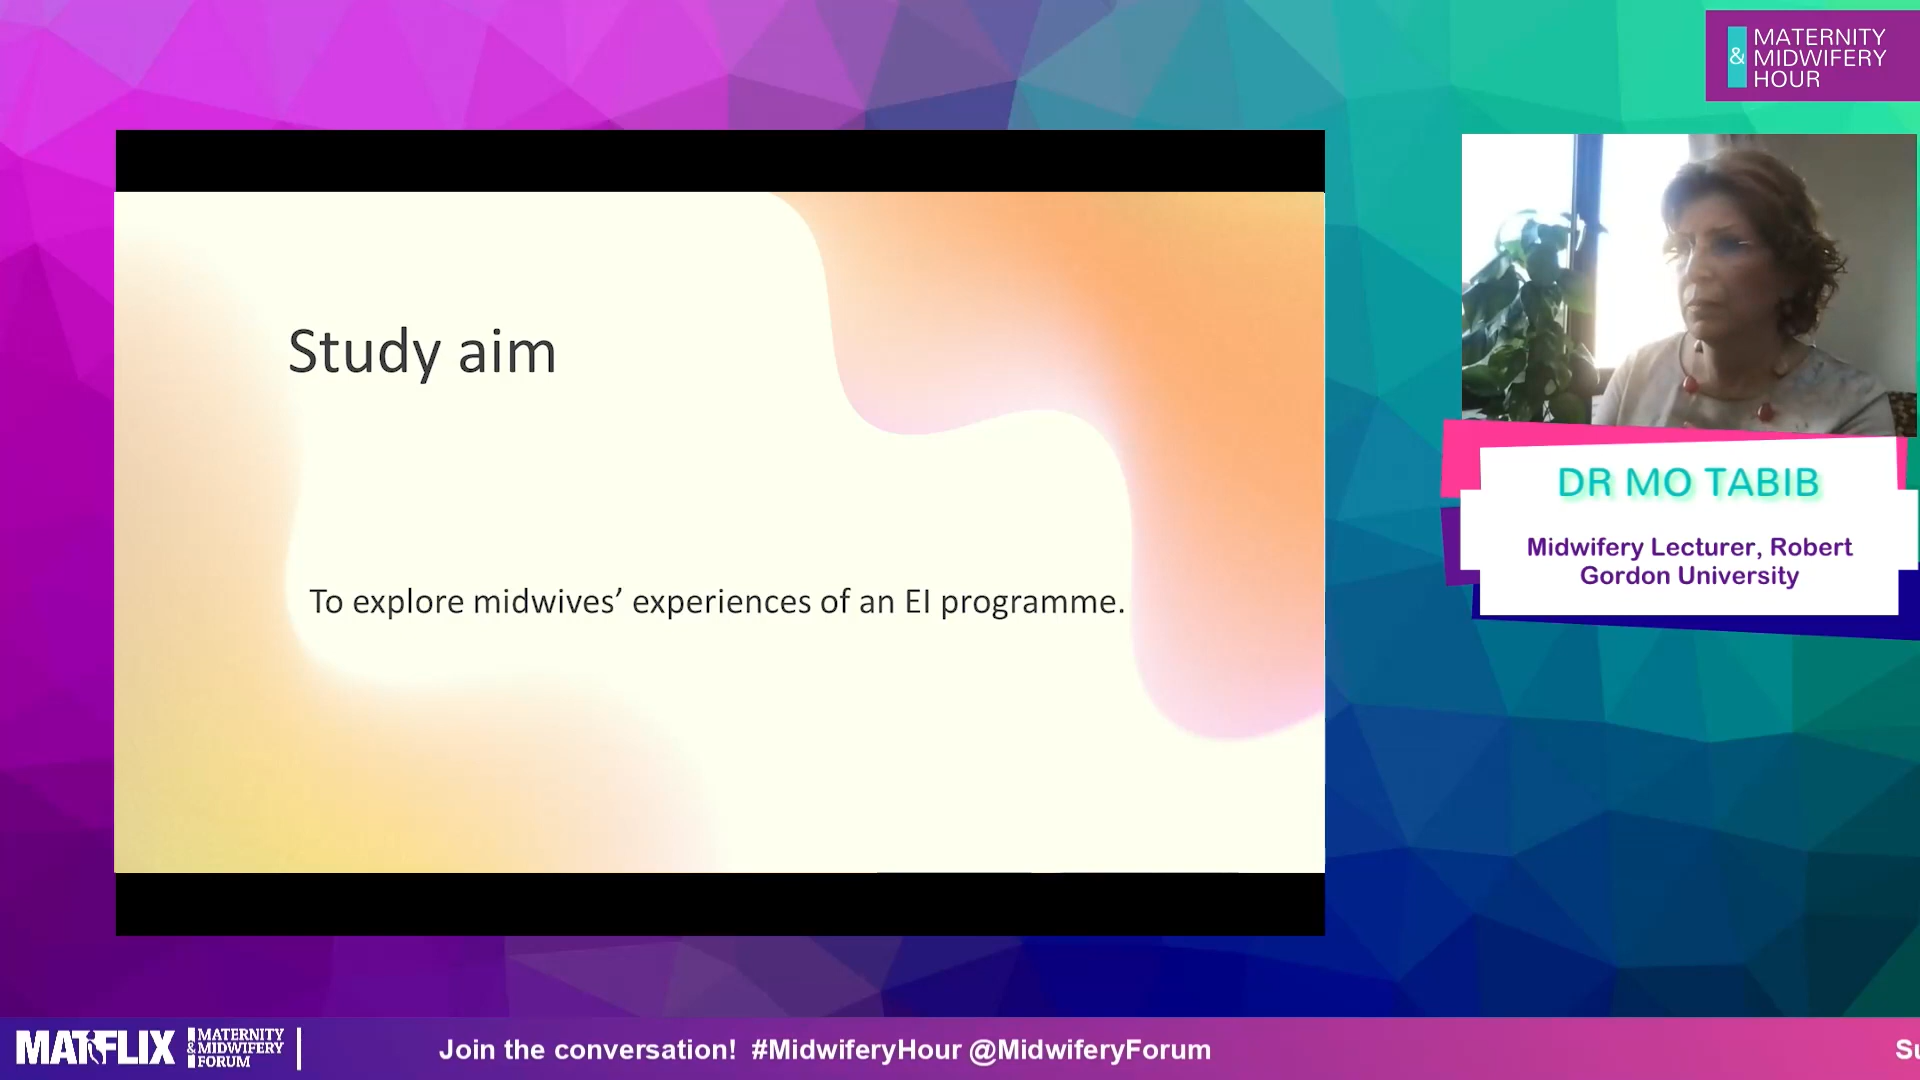 &
MATERNITY
MIDWIFERY
HOUR
Study aim
To explore midwives’ experiences of an EI programme.
DR MO TABIB
Midwifery Lecturer, Robert
Gordon University
MATFLIX
MATERNITY
&MIDWIFERY
FORUM
Join the conversation! #MidwiferyHour @MidwiferyForum